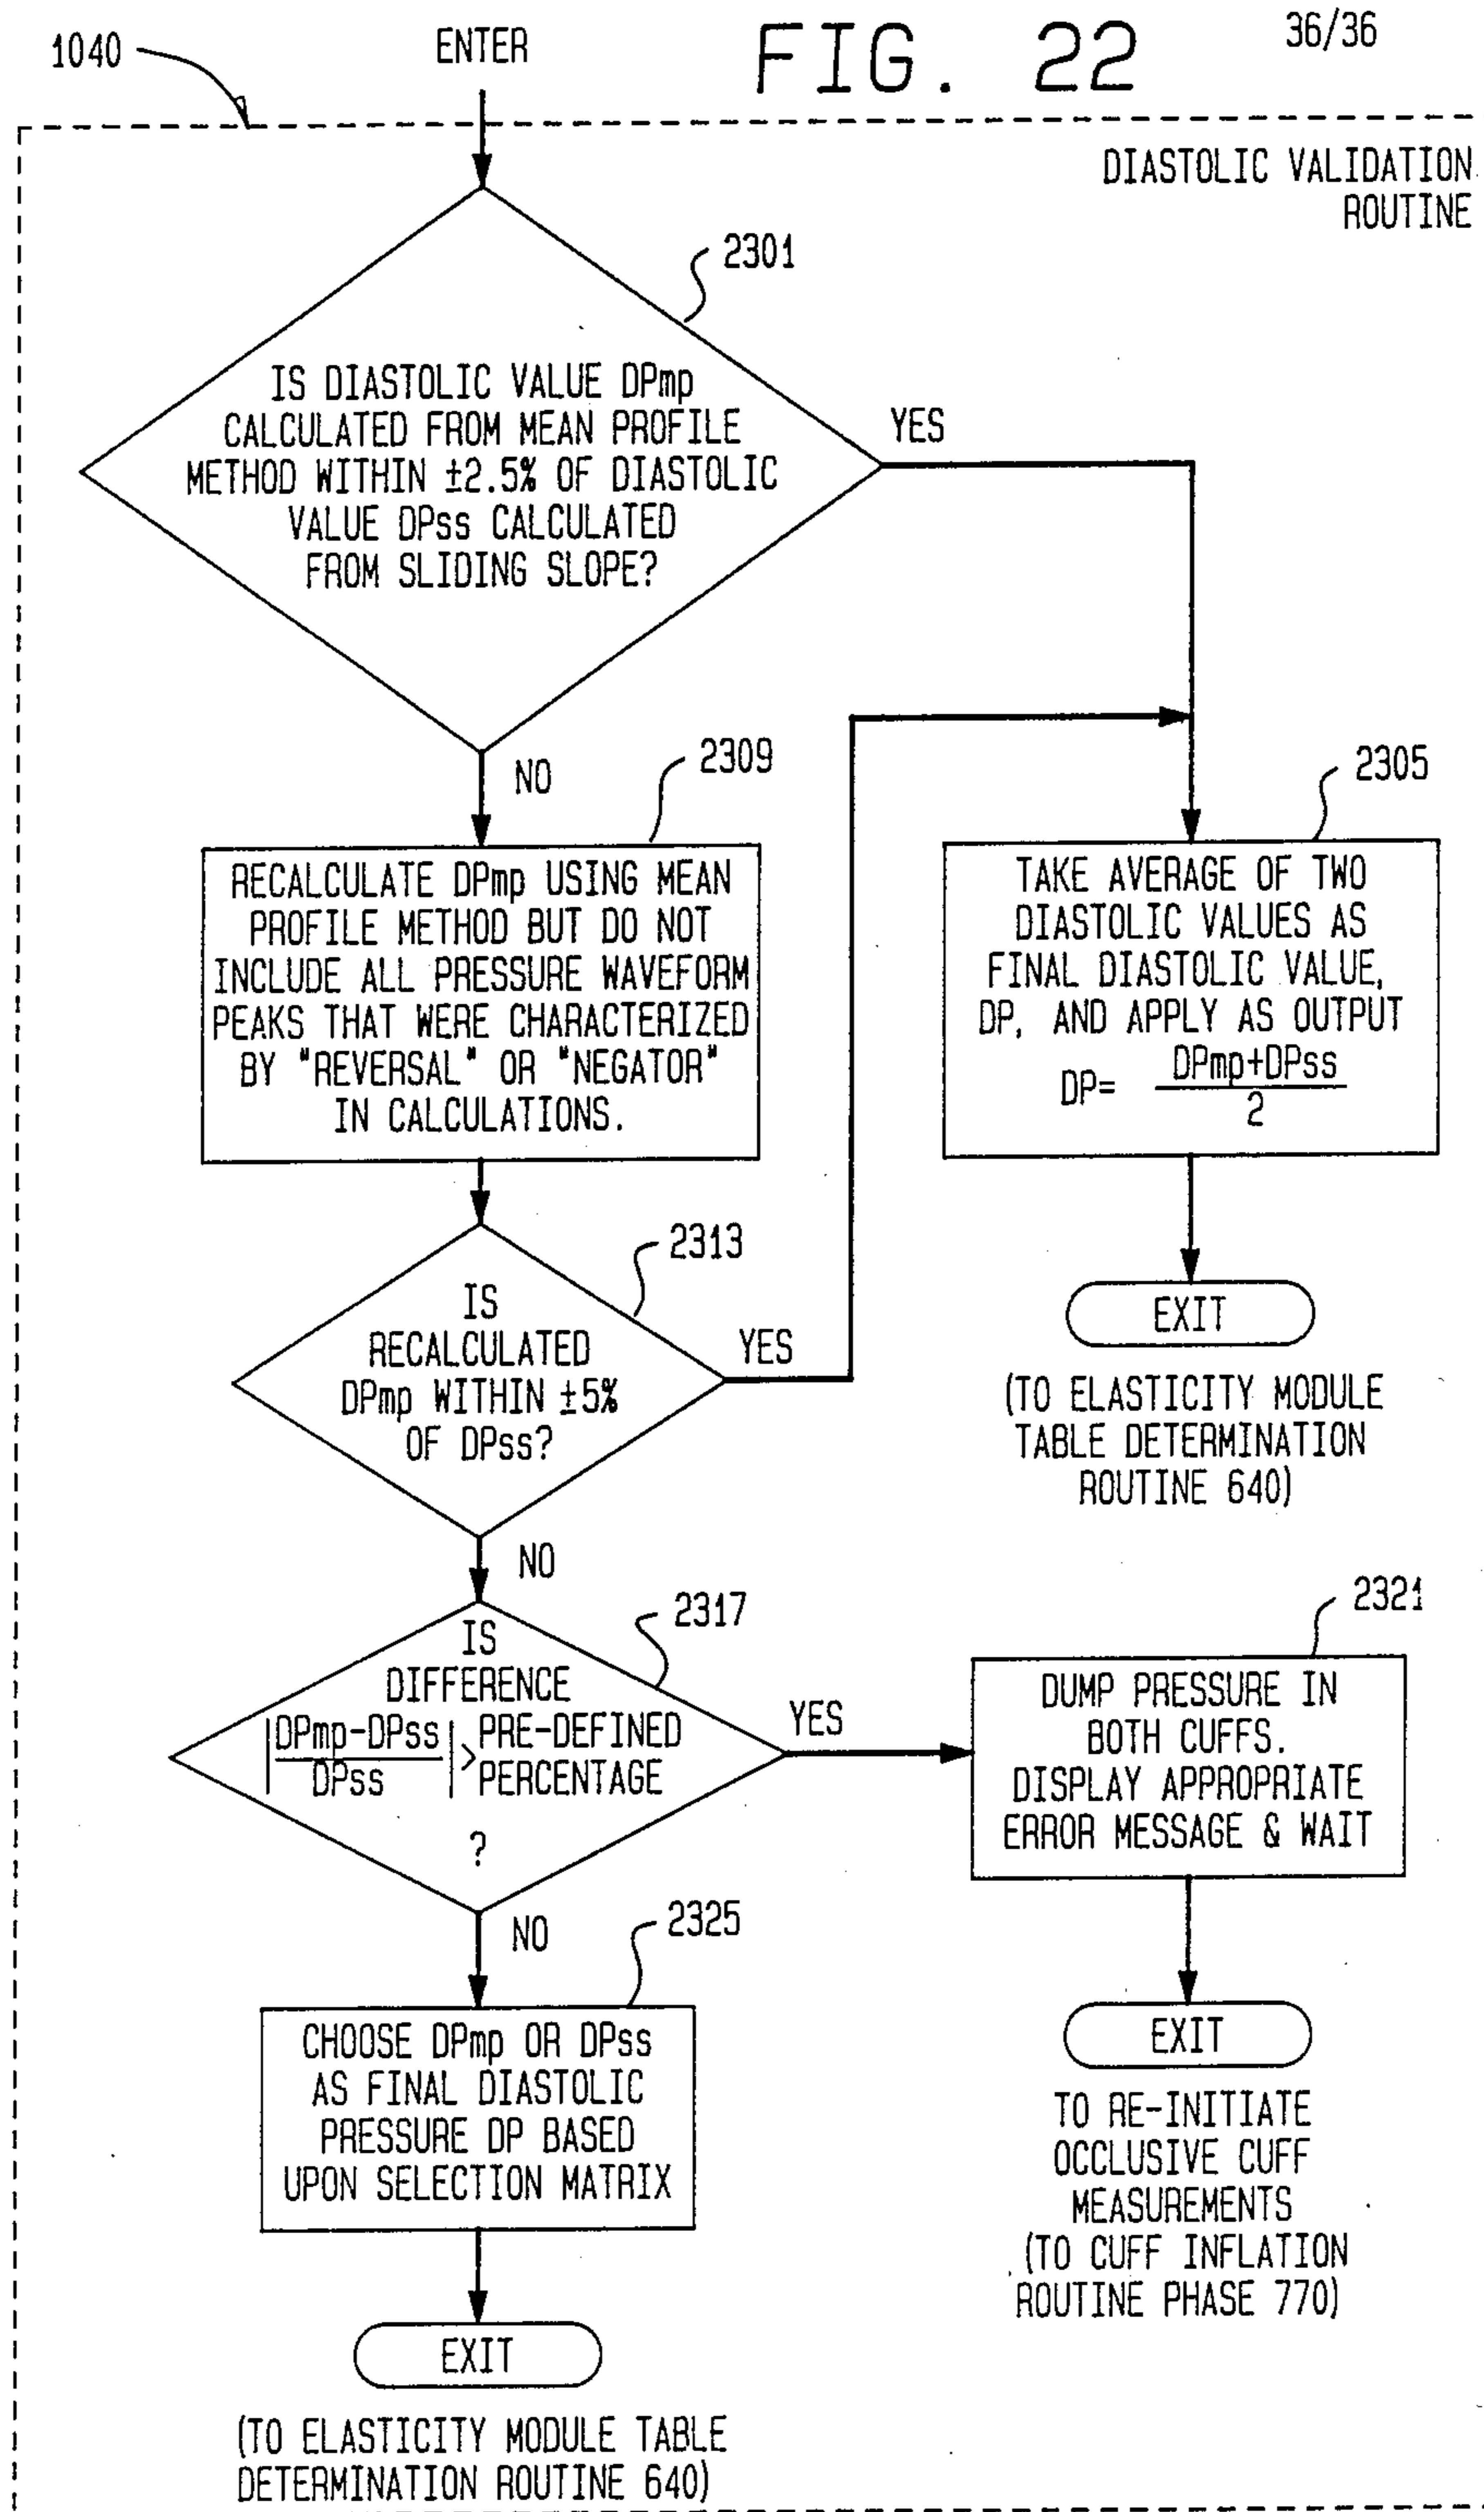 1040
ENTER
FIG. 22
36/36
DIASTOLIC VALIDATION
ROUTINE
2301
IS DIASTOLIC VALUE DPmp
CALCULATED FROM MEAN PROFILE
METHOD WITHIN ±2.5% OF DIASTOLIC
VALUE DPss CALCULATED
FROM SLIDING SLOPE?
YES
NO
2309
RECALCULATE DPmp USING MEAN
PROFILE METHOD BUT DO NOT
INCLUDE ALL PRESSURE WAVEFORM
PEAKS THAT WERE CHARACTERIZED
BY "REVERSAL" OR "NEGATOR"
IN CALCULATIONS.
2305
TAKE AVERAGE OF TWO
DIASTOLIC VALUES AS
FINAL DIASTOLIC VALUE,
DP, AND APPLY AS OUTPUT
DP= DPmp+DPss
2
EXIT
(TO ELASTICITY MODULE
TABLE DETERMINATION
ROUTINE 640)
2313
IS
RECALCULATED
DPmp WITHIN ±5%
OF DPss?
YES
NO
2317
IS
DIFFERENCE
|DPmp-DPss| > PRE-DEFINED
DPss PERCENTAGE
?
YES
NO
2321
DUMP PRESSURE IN
BOTH CUFFS.
DISPLAY APPROPRIATE
ERROR MESSAGE & WAIT
EXIT
TO RE-INITIATE
OCCLUSIVE CUFF
MEASUREMENTS
(TO CUFF INFLATION
ROUTINE PHASE 770)
2325
CHOOSE DPmp OR DPss
AS FINAL DIASTOLIC
PRESSURE DP BASED
UPON SELECTION MATRIX
EXIT
(TO ELASTICITY MODULE TABLE
DETERMINATION ROUTINE 640)